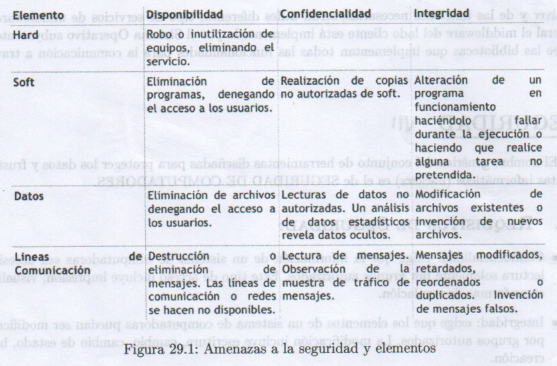 Elemento Disponibilidad Confidencialidad Integridad
Hard Robo o inutilización de
equipos, eliminando el
servicio.
Soft Eliminación de Realización de copias Alteración de un
programas, denegando no autorizadas de soft. programa en
el acceso a los usuarios. funcionamiento
haciéndolo fallar
durante la ejecución o
haciendo que realice
alguna tarea no
pretendida.
Datos Eliminación de archivos Lecturas de datos no Modificación de
denegando el acceso a autorizadas. Un análisis archivos existentes o
los usuarios. de datos estadísticos invención de nuevos
revela datos ocultos. archivos.
Líneas de Destrucción o Lectura de mensajes. Mensajes modificados,
Comunicación eliminación de Observación de la retardados,
mensajes. Las líneas de muestra de tráfico de reordenados o
comunicación o redes mensajes. duplicados. Invención
se hacen no disponibles. de mensajes falsos.
Figura 29.1: Amenazas a la seguridad y elementos